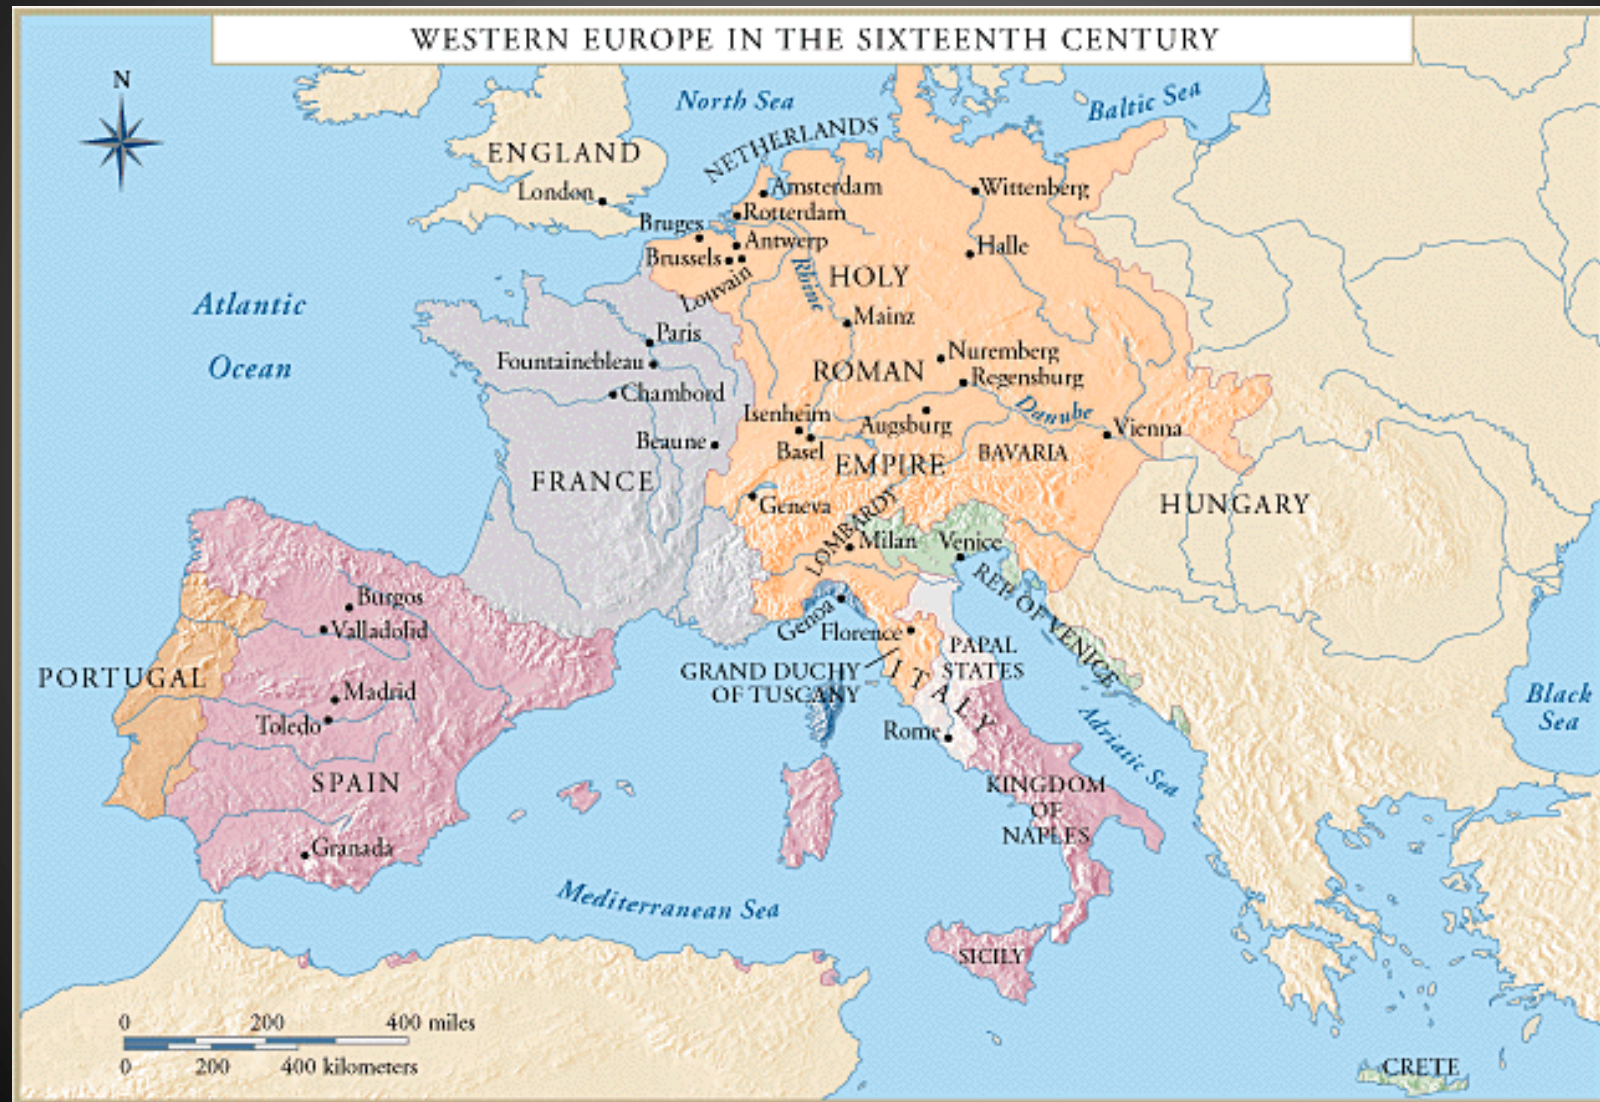 WESTERN EUROPE IN THE SIXTEENTH CENTURY
N
North Sea
Baltic Sea
ENGLAND
London
NETHERLANDS
Amsterdam
Rotterdam
Wittenberg
Bruges
Antwerp
Halle
Brussels
Louvain
Rhine
HOLY
Atlantic
Ocean
Mainz
Paris
Fountainebleau
Nuremberg
ROMAN
Regensburg
Chambord
Isenheim
Augsburg
Danube
Vienna
Beaune
Basel
EMPIRE
BAVARIA
FRANCE
Geneva
HUNGARY
LOMBARDY
Milan
Venice
REP. OF VENICE
Burgos
Valladolid
Genoa
Florence
PAPAL
STATES
PORTUGAL
GRAND DUCHY
OF TUSCANY
ITALY
Madrid
Toledo
Rome
Adriatic Sea
Black
Sea
SPAIN
KINGDOM
OF
NAPLES
Granada
Mediterranean Sea
SICILY
0 200 400 miles
0 200 400 kilometers
CRETE